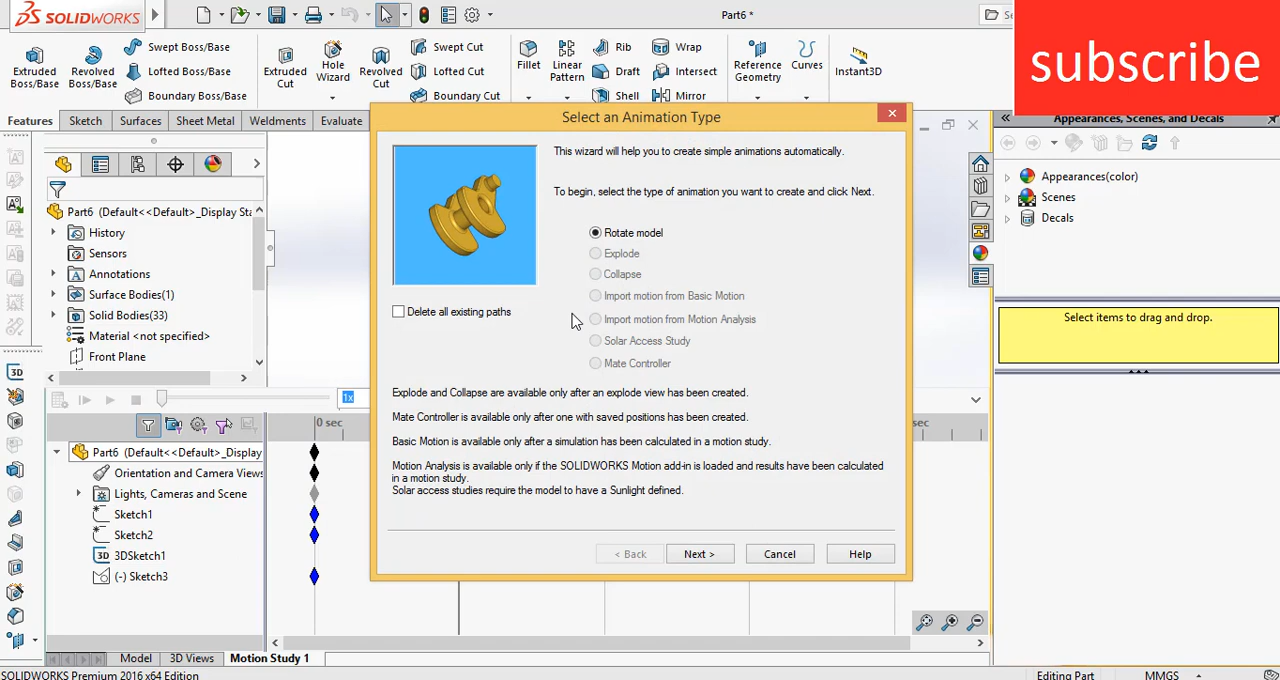 SOLIDWORKS
Part6 *
subscribe
Extruded Boss/Base
Revolved Boss/Base
Swept Boss/Base
Lofted Boss/Base
Boundary Boss/Base
Extruded Cut
Hole Wizard
Revolved Cut
Swept Cut
Lofted Cut
Boundary Cut
Fillet
Linear Pattern
Rib
Draft
Shell
Wrap
Intersect
Mirror
Reference Geometry
Curves
Instant3D
Features
Sketch
Surfaces
Sheet Metal
Weldments
Evaluate
Part6 (Default<<Default>_Display Sta
History
Sensors
Annotations
Surface Bodies(1)
Solid Bodies(33)
Material <not specified>
Front Plane
Select an Animation Type
This wizard will help you to create simple animations automatically.
To begin, select the type of animation you want to create and click Next.
Rotate model
Explode
Collapse
Import motion from Basic Motion
Import motion from Motion Analysis
Solar Access Study
Mate Controller
Delete all existing paths
Explode and Collapse are available only after an explode view has been created.
Mate Controller is available only after one with saved positions has been created.
Basic Motion is available only after a simulation has been calculated in a motion study.
Motion Analysis is available only if the SOLIDWORKS Motion add-in is loaded and results have been calculated
in a motion study.
Solar access studies require the model to have a Sunlight defined.
< Back
Next >
Cancel
Help
Appearances, Scenes, and Decals
Appearances(color)
Scenes
Decals
Select items to drag and drop.
1x
0 sec
sec
Part6 (Default<<Default>_Display
Orientation and Camera Views
Lights, Cameras and Scene
Sketch1
Sketch2
3D 3DSketch1
(-) Sketch3
3D
Model
3D Views
Motion Study 1
SOLIDWORKS Premium 2016 x64 Edition
Editing Part
MMGS